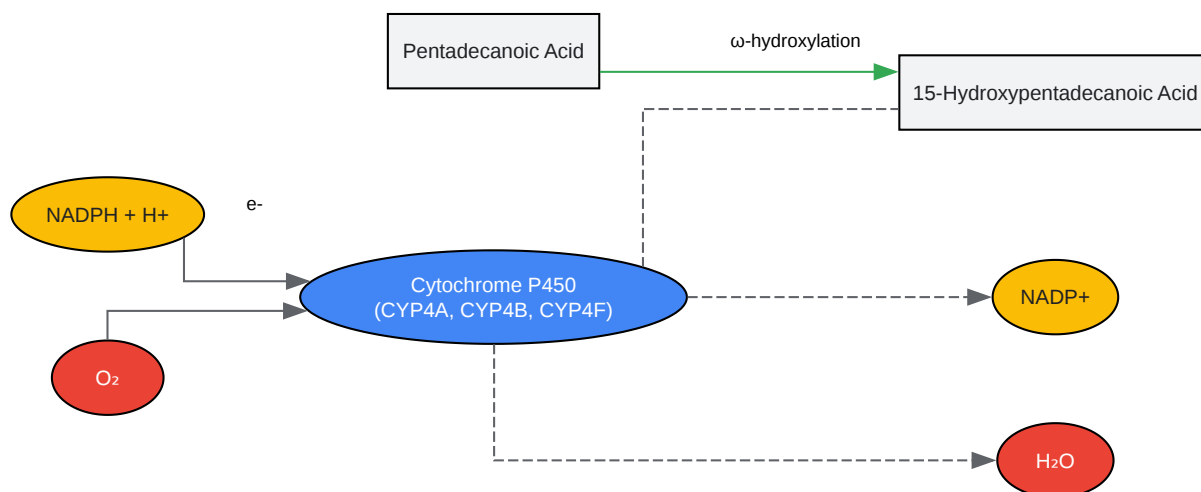 Pentadecanoic Acid
ω-hydroxylation
15-Hydroxypentadecanoic Acid
NADPH + H+
e-
Cytochrome P450
(CYP4A, CYP4B, CYP4F)
NADP+
O₂
H₂O